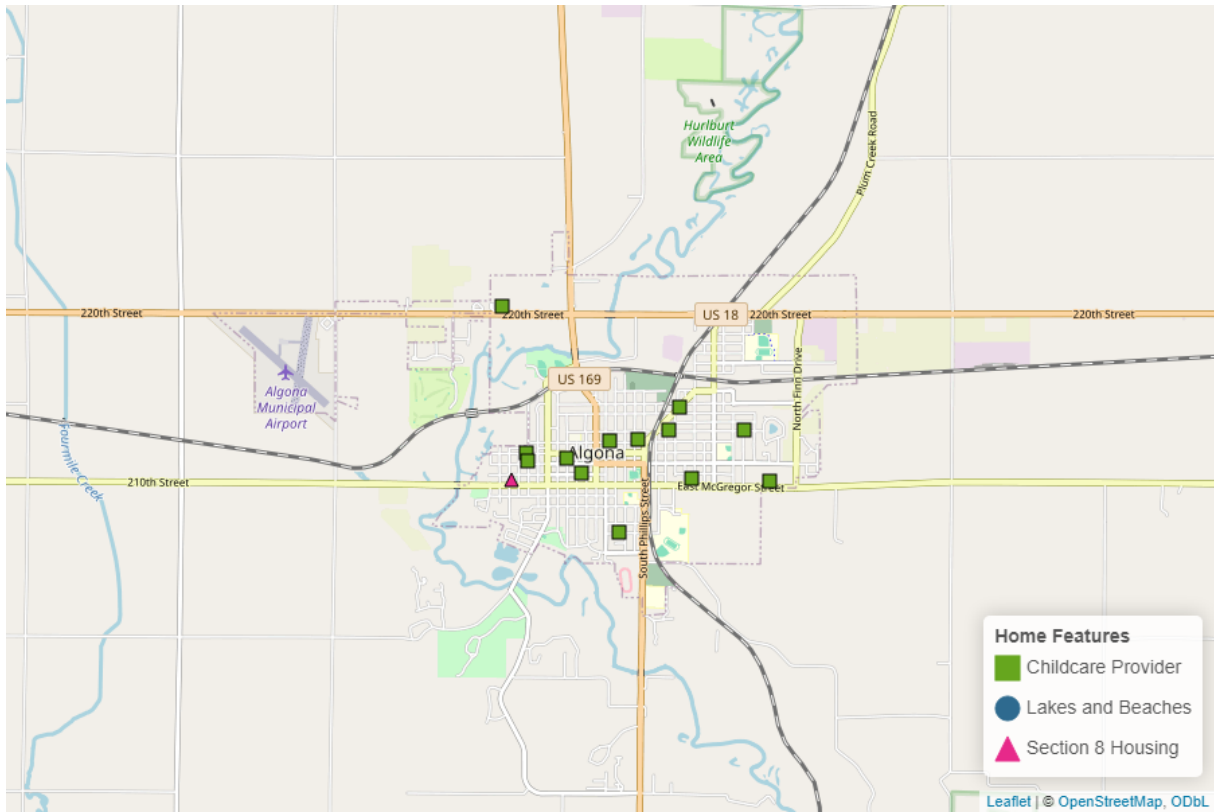 Hurlburt
Wildlife
Area
Plum Creek Road
220th Street
220th Street
US 18
220th Street
220th Street
US 169
North Finn Drive
Algona
Municipal
Airport
Fourmile Creek
Algona
210th Street
East McGregor Street
South Phillips Street
Home Features
Childcare Provider
Lakes and Beaches
Section 8 Housing
Leaflet | © OpenStreetMap, ODbL